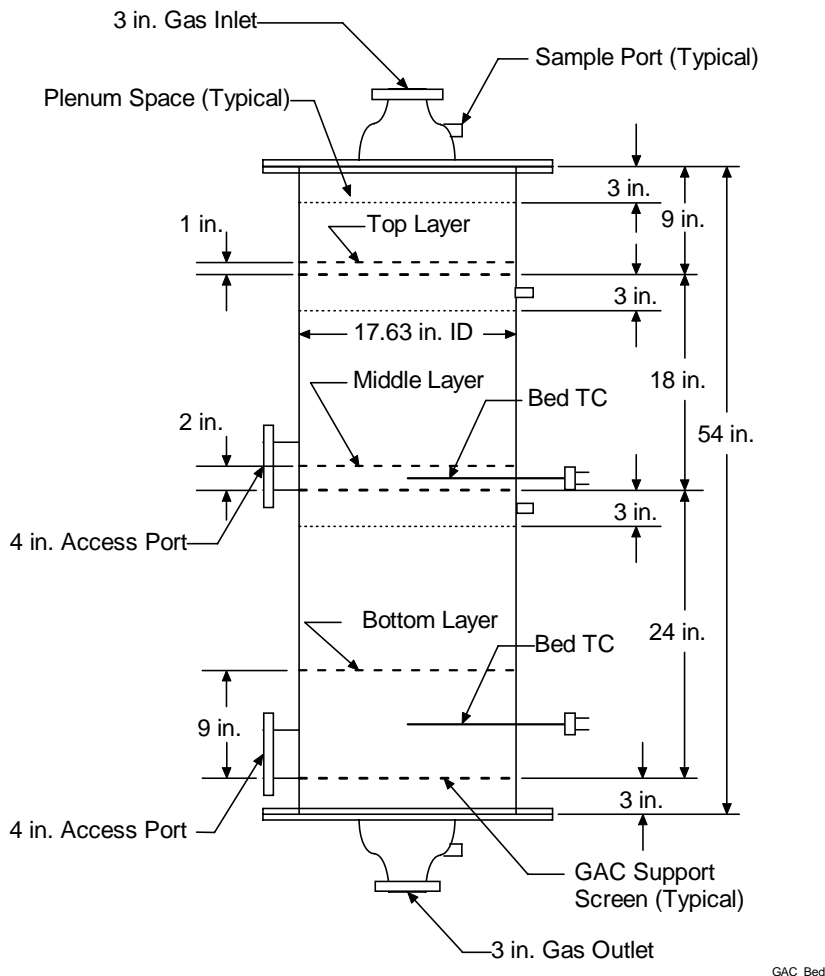 3 in. Gas Inlet
Sample Port (Typical)
Plenum Space (Typical)
3 in.
9 in.
1 in.
Top Layer
3 in.
17.63 in. ID
18 in.
Middle Layer
Bed TC
2 in.
54 in.
3 in.
4 in. Access Port
Bottom Layer
24 in.
Bed TC
9 in.
3 in.
4 in. Access Port
GAC Support
Screen (Typical)
3 in. Gas Outlet
GAC Bed